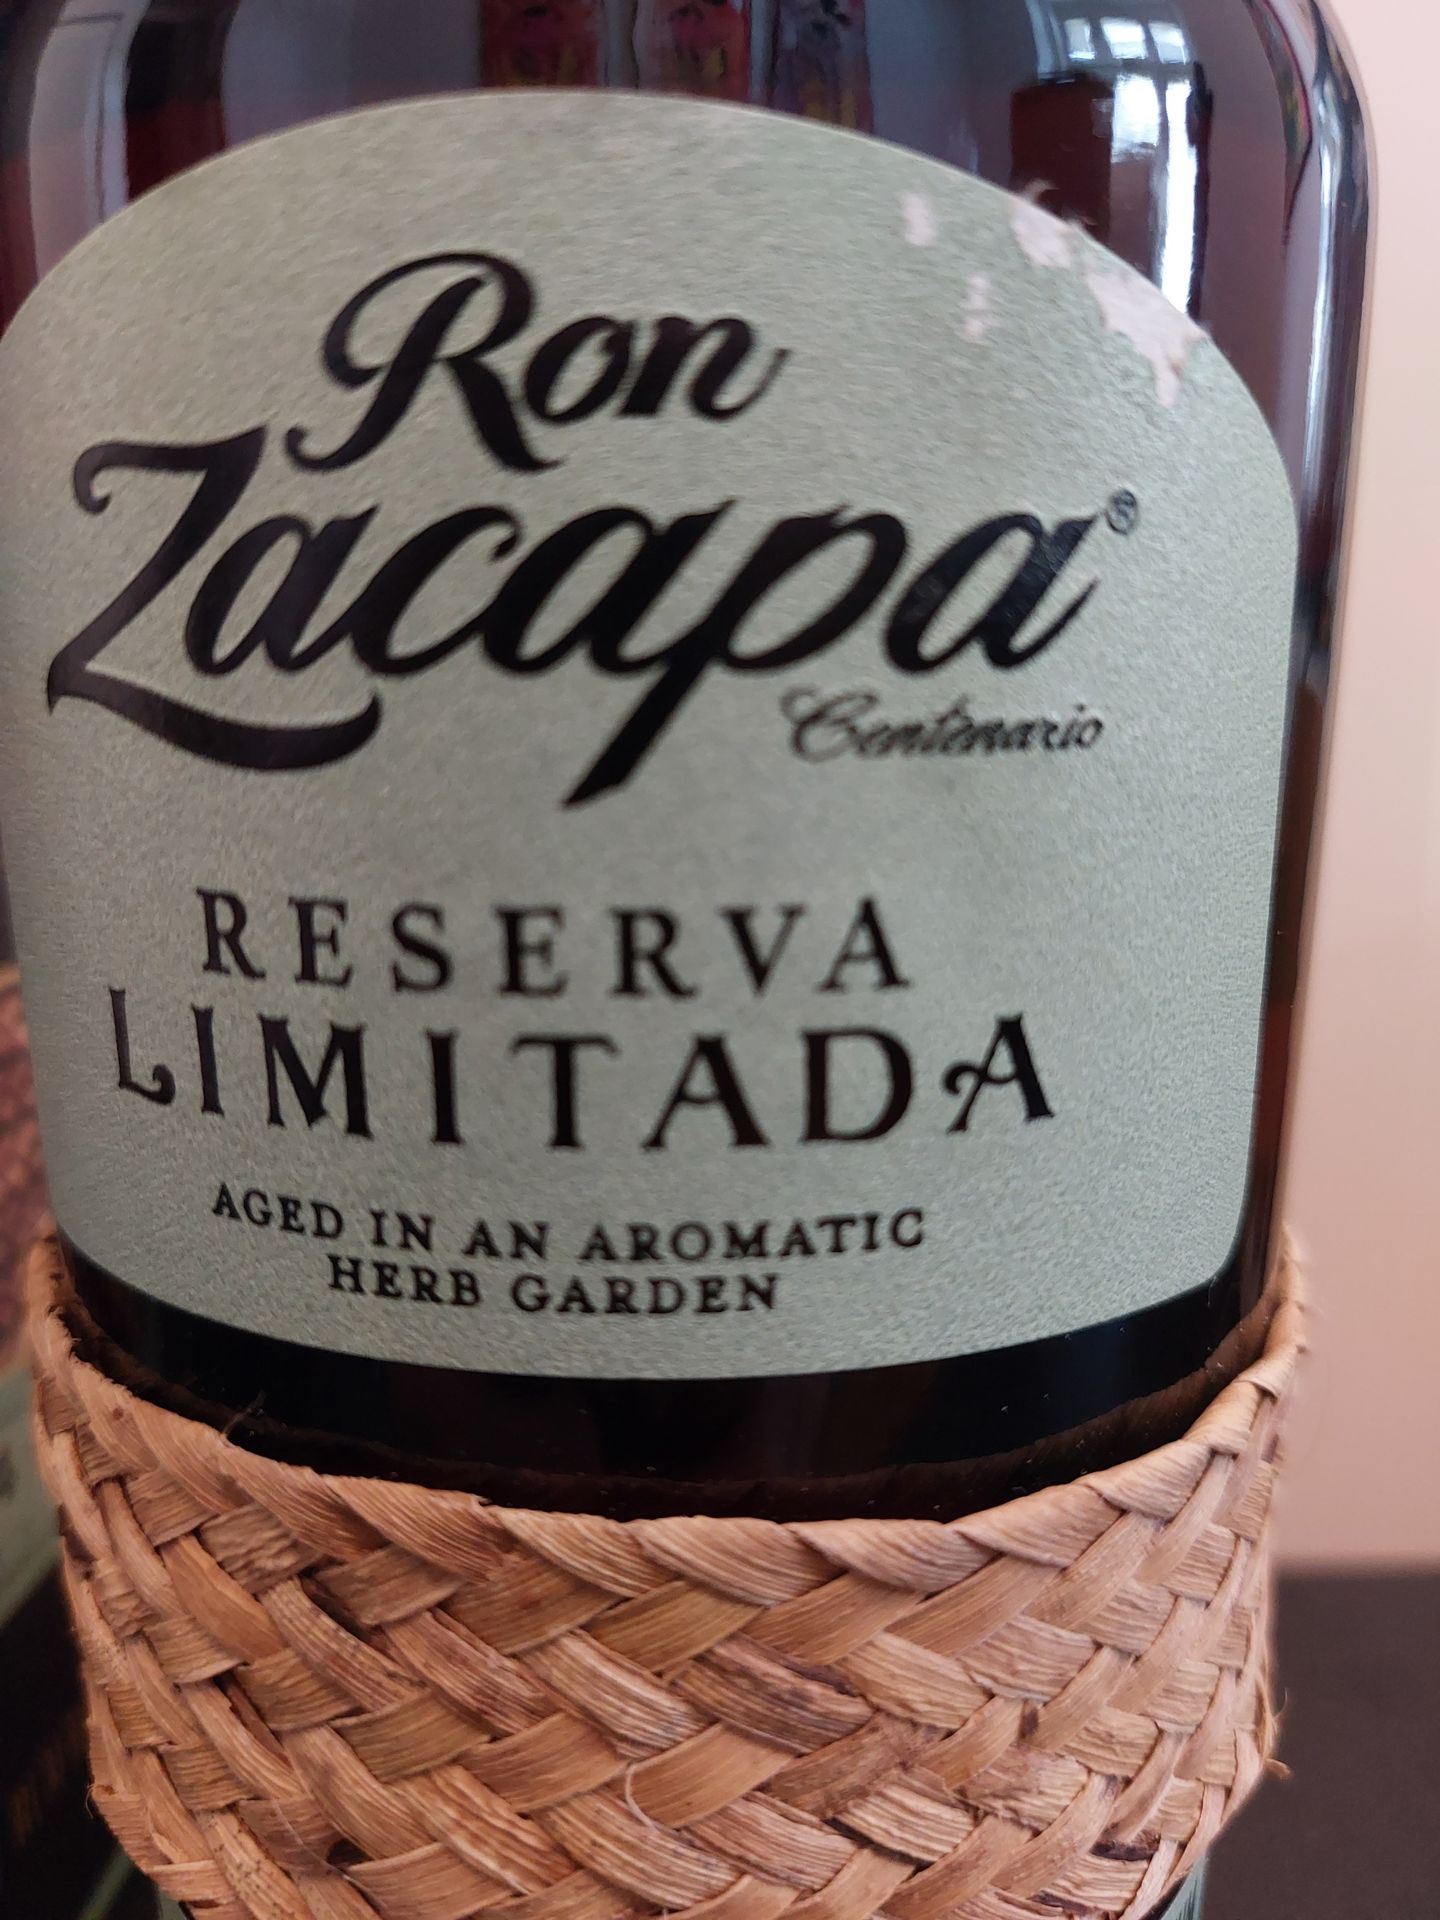 Ron
Zacapa®
Centenario
RESERVA
LIMITADA
AGED IN AN AROMATIC
HERB GARDEN